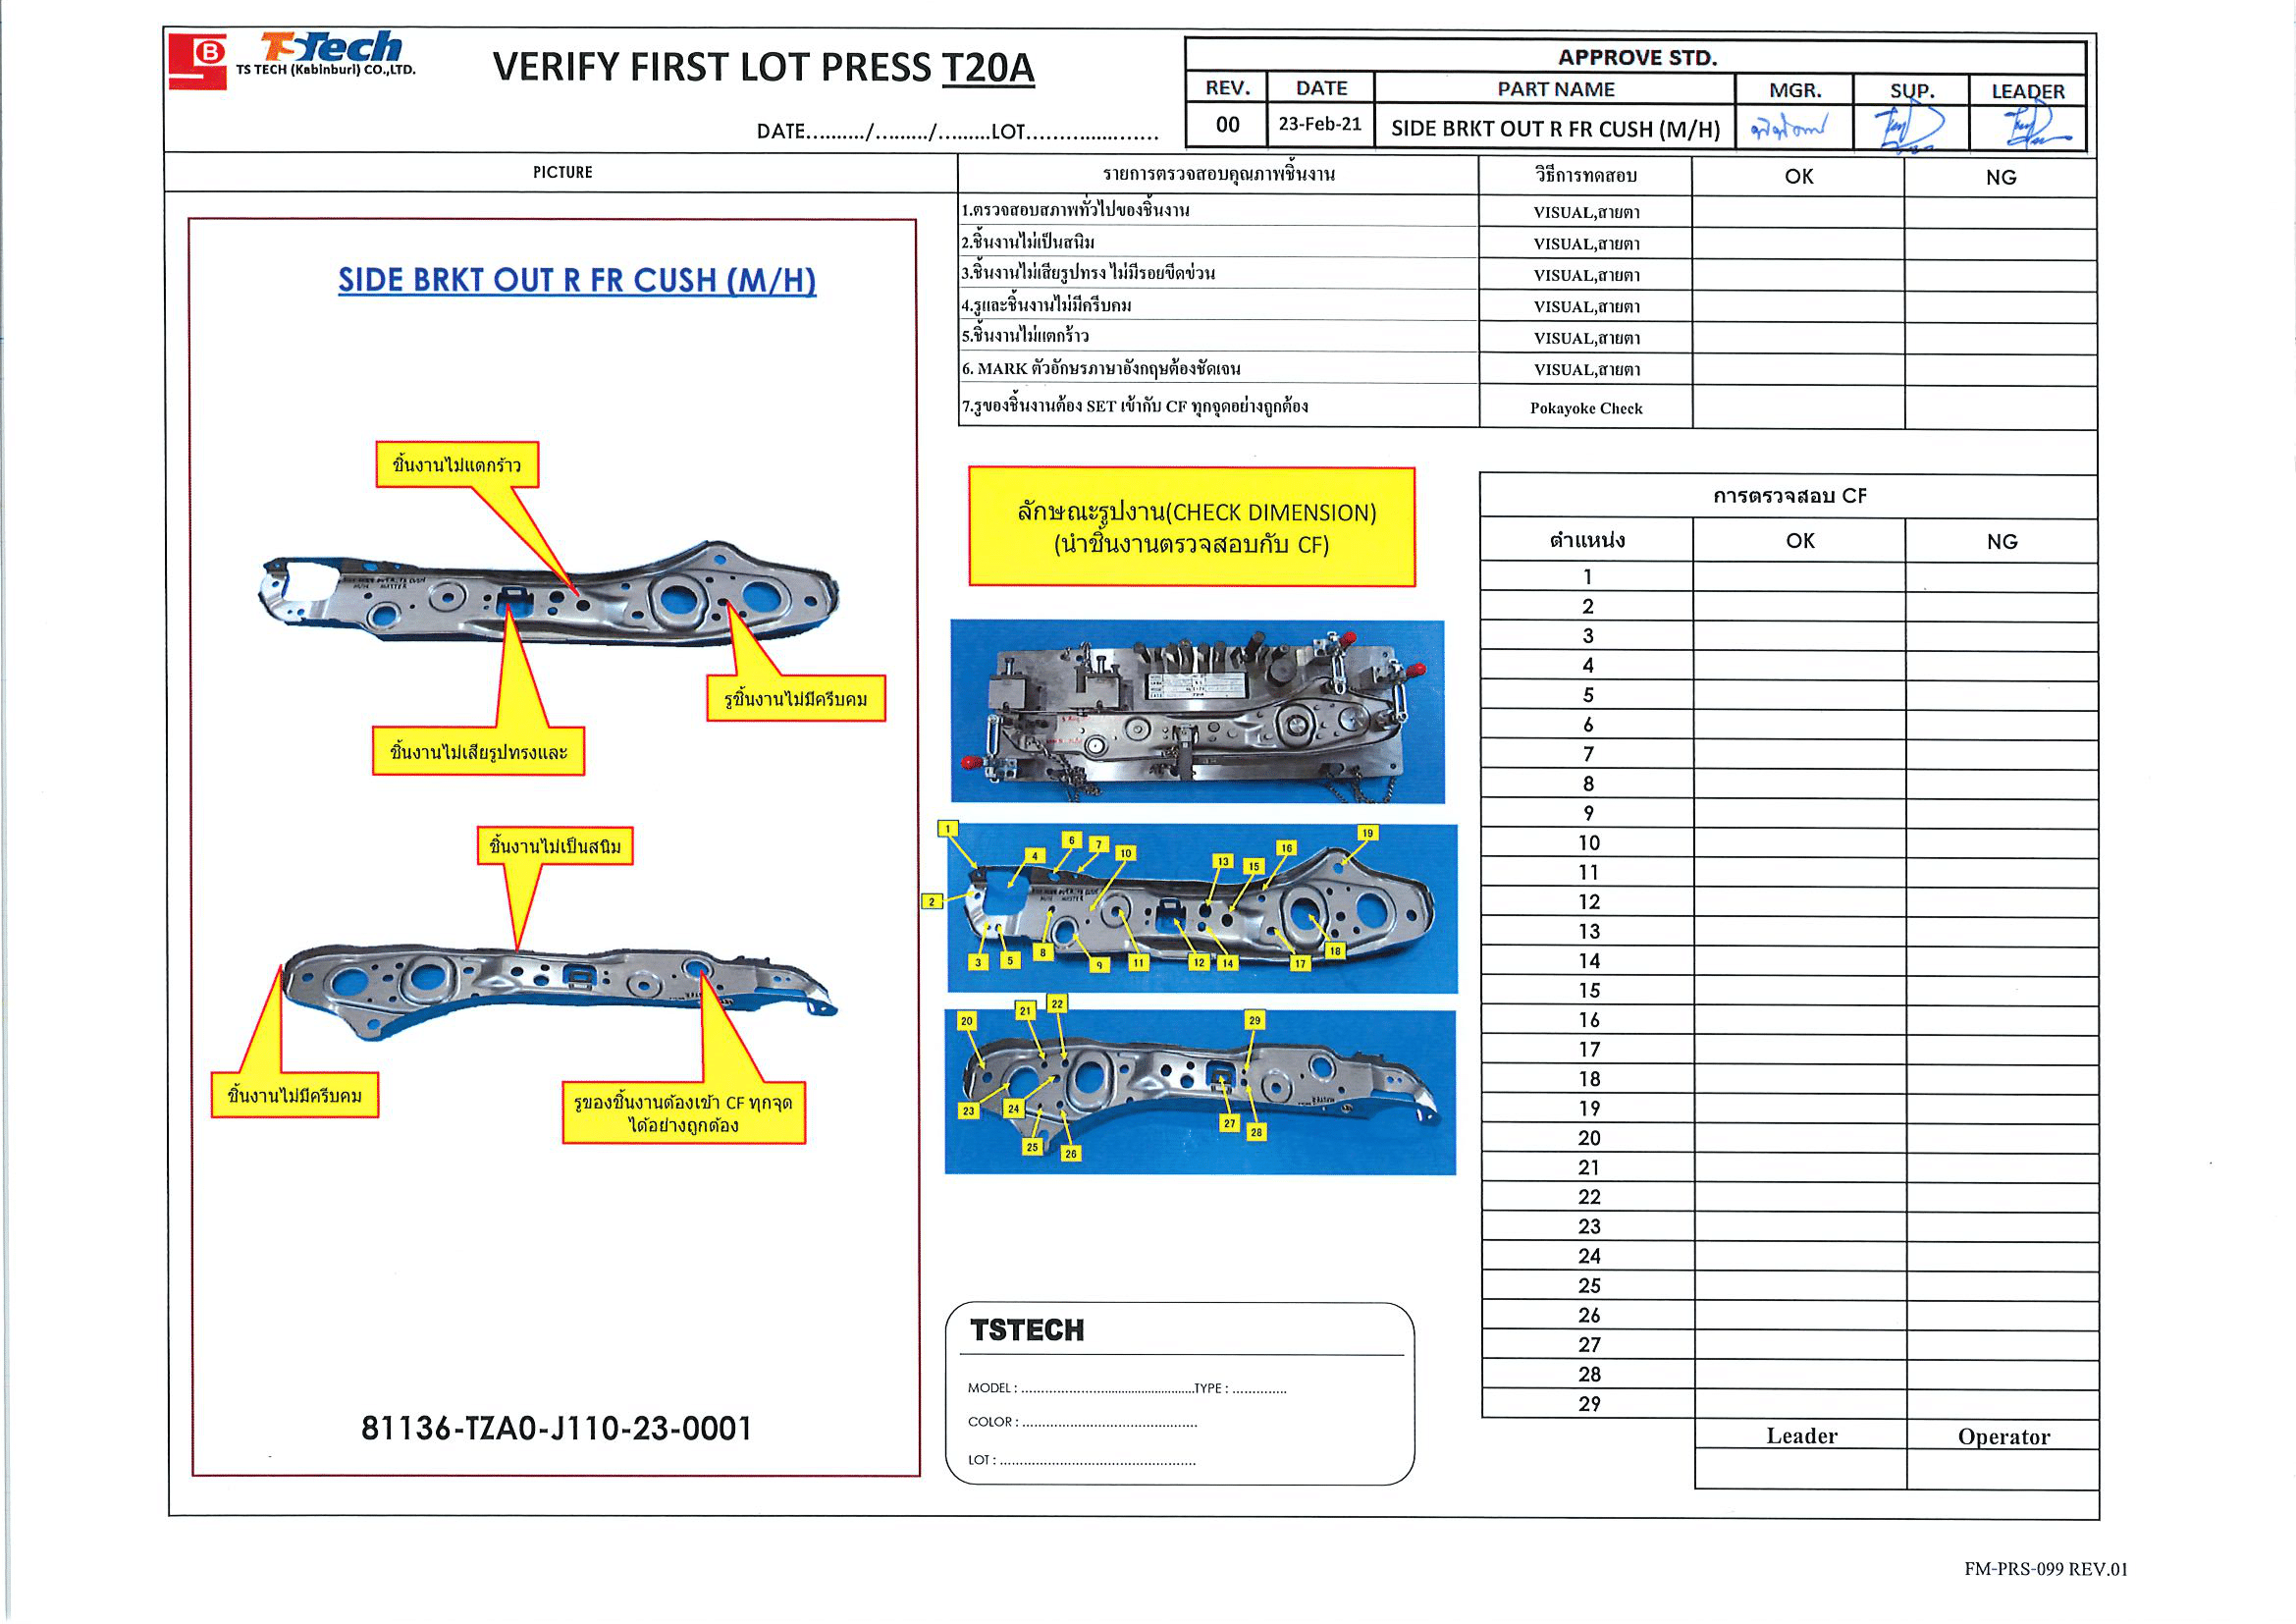 B
TSTech
TS TECH (Kabinburi) CO.,LTD.
VERIFY FIRST LOT PRESS T20A
DATE........./........./.........LOT.......................
APPROVE STD.
REV. DATE PART NAME MGR. SUP. LEADER
00 23-Feb-21 SIDE BRKT OUT R FR CUSH (M/H)
PICTURE รายการตรวจสอบคุณภาพชิ้นงาน วิธีการทดสอบ OK NG
1.ตรวจสอบสภาพทั่วไปของชิ้นงาน VISUAL,สายตา
2.ชิ้นงานไม่เป็นสนิม VISUAL,สายตา
3.ชิ้นงานไม่เสียรูปทรง ไม่มีรอยขีดข่วน VISUAL,สายตา
4.รูและชิ้นงานไม่มีครีบคม VISUAL,สายตา
5.ชิ้นงานไม่แตกร้าว VISUAL,สายตา
6. MARK ตัวอักษรภาษาอังกฤษต้องชัดเจน VISUAL,สายตา
7.รูของชิ้นงานต้อง SET เข้ากับ CF ทุกจุดอย่างถูกต้อง Pokayoke Check
SIDE BRKT OUT R FR CUSH (M/H)
ชิ้นงานไม่แตกร้าว
รูชิ้นงานไม่มีครีบคม
ชิ้นงานไม่เสียรูปทรงและ
ชิ้นงานไม่เป็นสนิม
ชิ้นงานไม่มีครีบคม
รูของชิ้นงานต้องเข้า CF ทุกจุด
ได้อย่างถูกต้อง
81136-TZA0-J110-23-0001
ลักษณะรูปงาน(CHECK DIMENSION)
(นำชิ้นงานตรวจสอบกับ CF)
1 4 6 7 10 13 15 16 19
2
3 5 8 9 11 12 14 17 18
20 21 22 29
23 24 25 26 27 28
TSTECH
MODEL : ..................................................TYPE : ..............
COLOR : ..................................................
LOT : ........................................................
การตรวจสอบ CF
ตำแหน่ง OK NG
1
2
3
4
5
6
7
8
9
10
11
12
13
14
15
16
17
18
19
20
21
22
23
24
25
26
27
28
29
Leader Operator
FM-PRS-099 REV.01